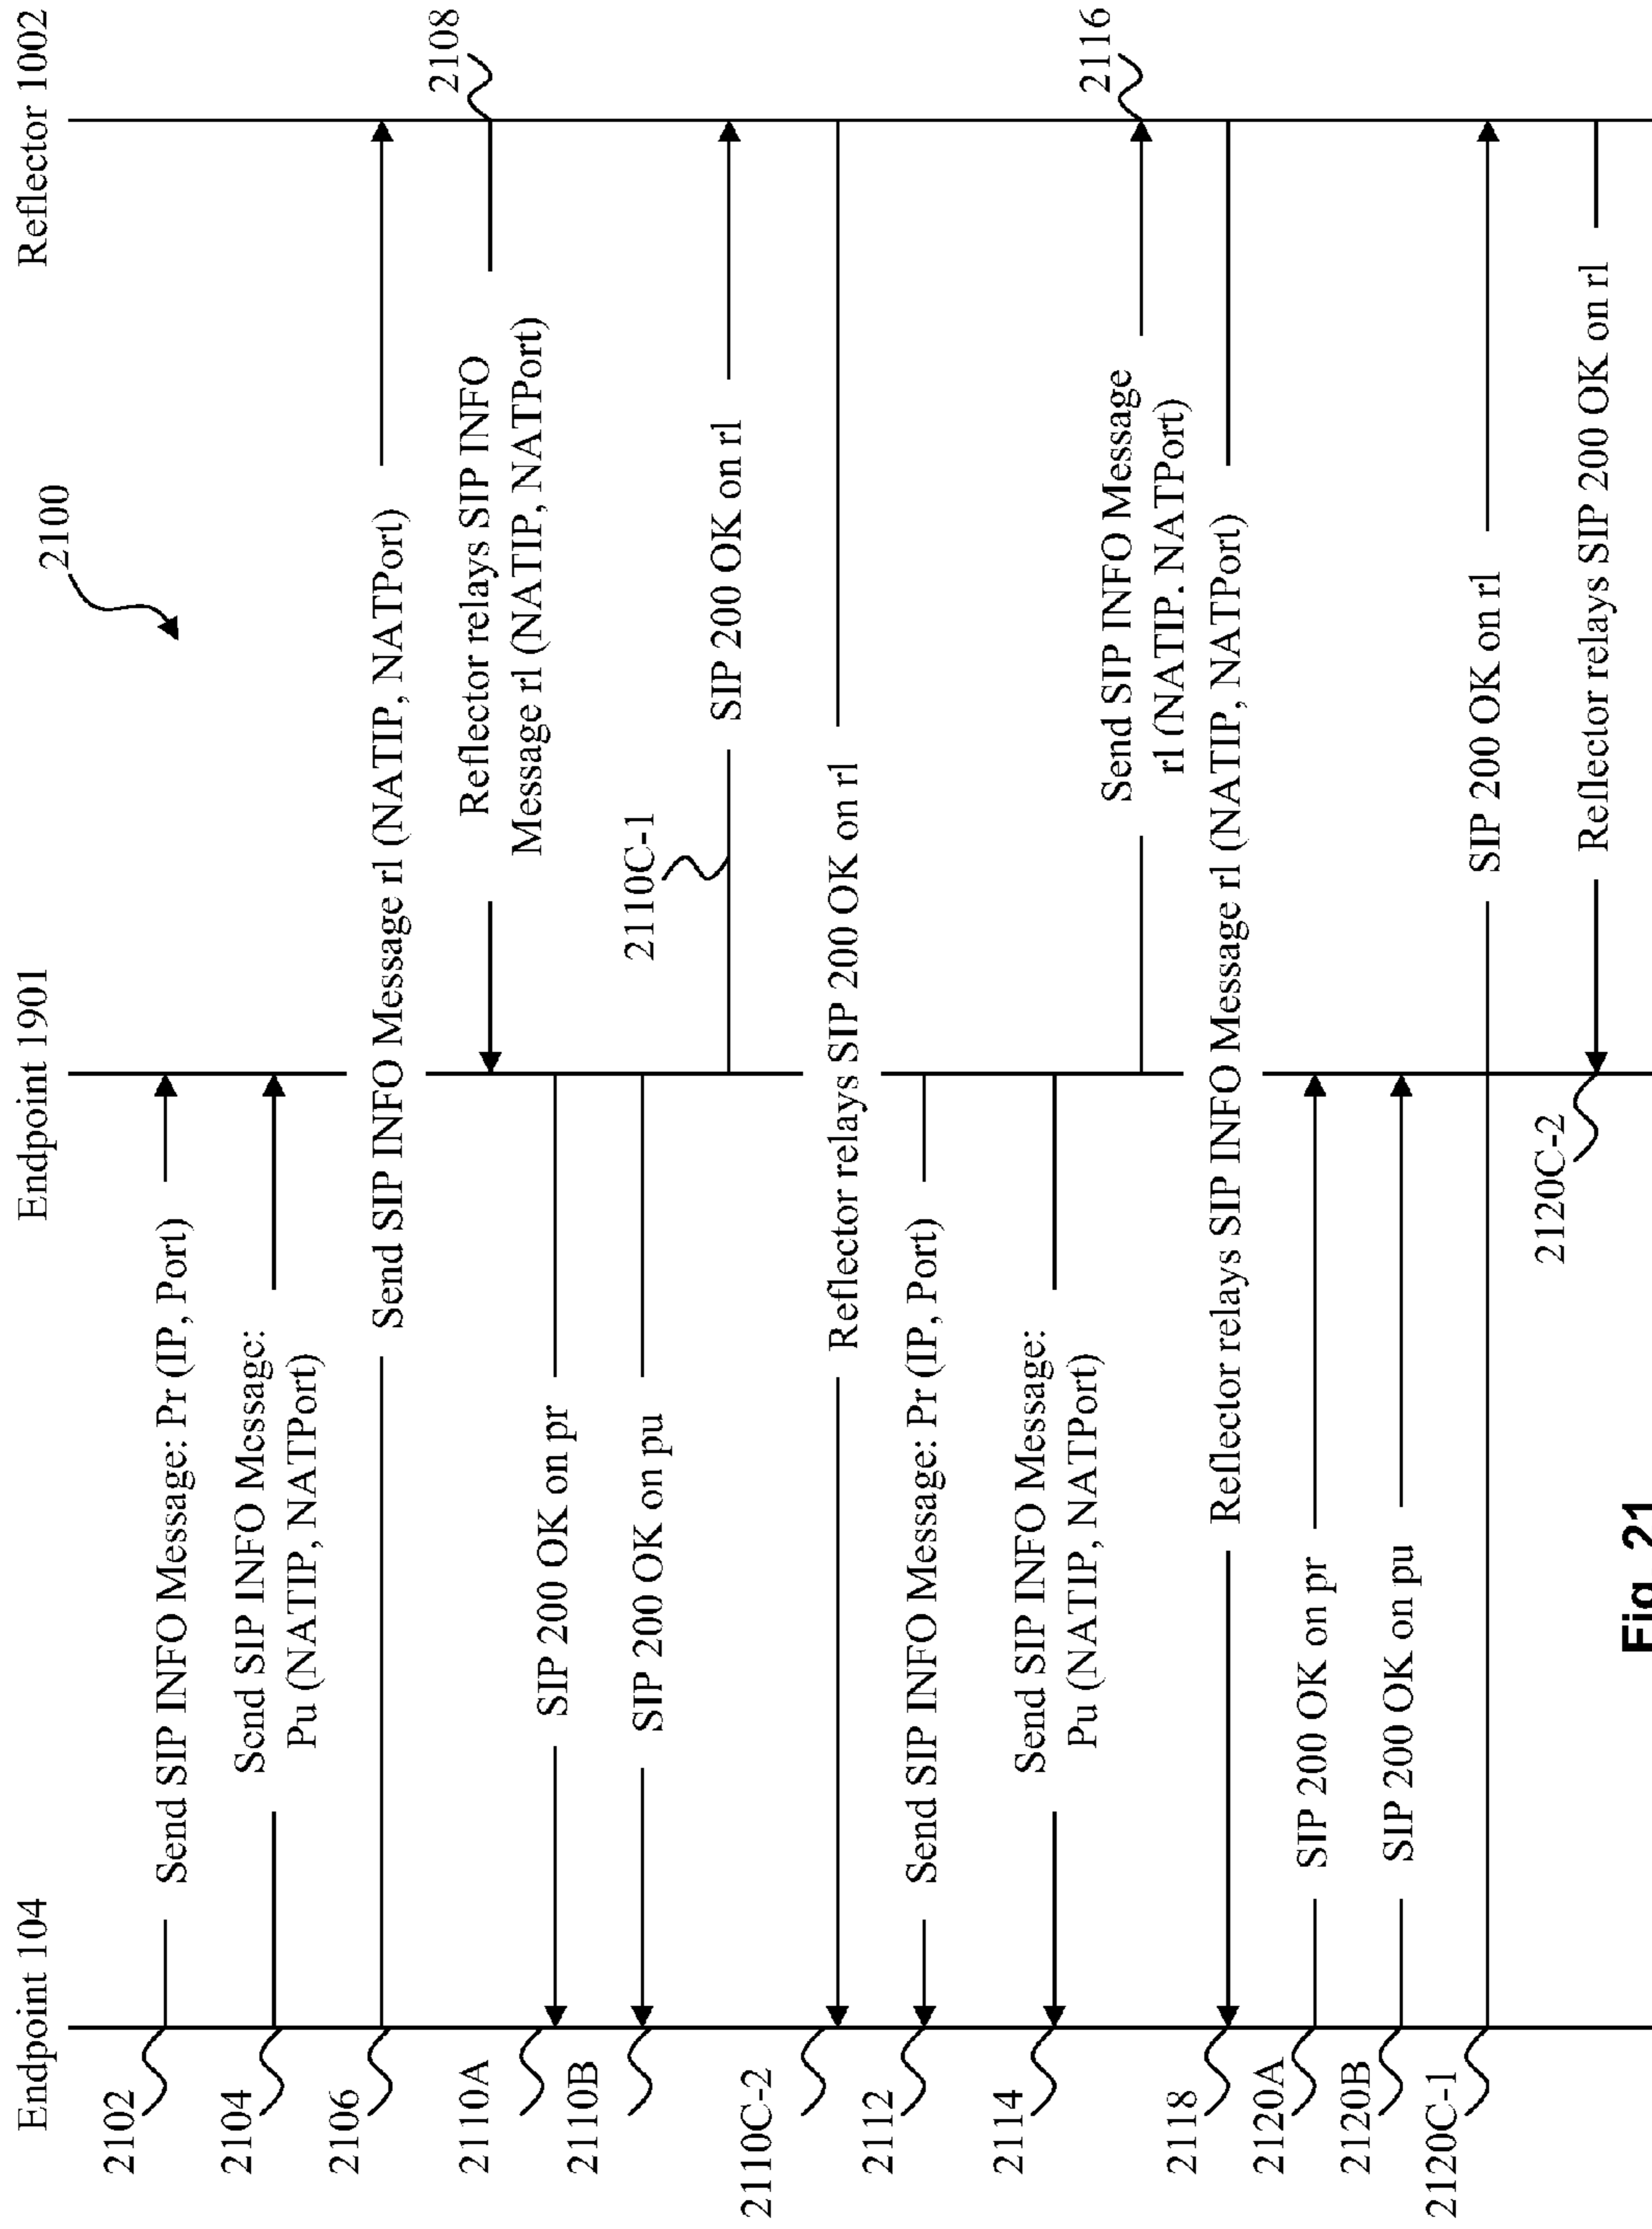 Endpoint 104
Endpoint 1901
Reflector 1002
2100
2102
Send SIP INFO Message: Pr (IP, Port)
2104
Send SIP INFO Message:
Pu (NATIP, NATPort)
2106
Send SIP INFO Message rl (NATIP, NATPort)
2108
Reflector relays SIP INFO
Message rl (NATIP, NATPort)
2110A
SIP 200 OK on pr
2110B
SIP 200 OK on pu
2110C-1
SIP 200 OK on rl
2110C-2
Reflector relays SIP 200 OK on rl
2112
Send SIP INFO Message: Pr (IP, Port)
2114
Send SIP INFO Message:
Pu (NATIP, NATPort)
2116
Send SIP INFO Message
rl (NATIP. NATPort)
2118
Reflector relays SIP INFO Message rl (NATIP, NATPort)
2120A
SIP 200 OK on pr
2120B
SIP 200 OK on pu
2120C-1
SIP 200 OK on rl
2120C-2
Reflector relays SIP 200 OK on rl
Fig. 21